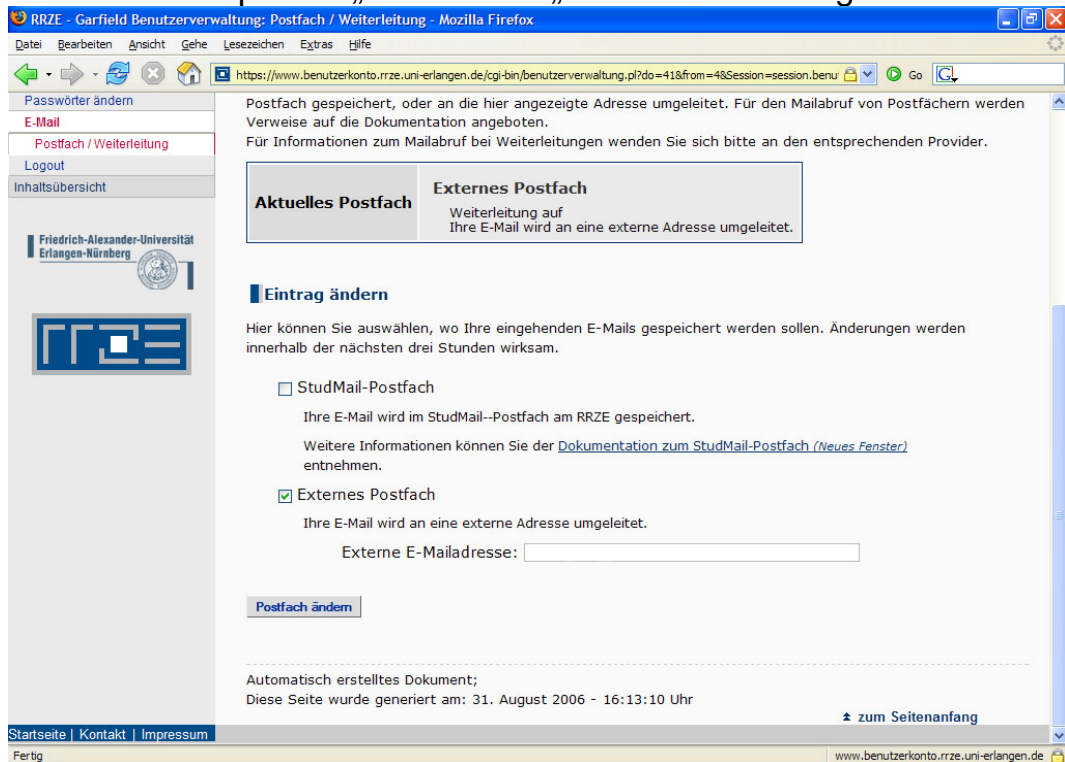 RRZE - Garfield Benutzerverwaltung: Postfach / Weiterleitung - Mozilla Firefox
Datei Bearbeiten Ansicht Gehe Lesezeichen Extras Hilfe
https://www.benutzerkonto.rrze.uni-erlangen.de/cgi-bin/benutzerverwaltung.pl?do=41&from=4&Session=session.benu
Go
Passwörter ändern
E-Mail
Postfach / Weiterleitung
Logout
Inhaltsübersicht
Friedrich-Alexander-Universität
Erlangen-Nürnberg
Postfach gespeichert, oder an die hier angezeigte Adresse umgeleitet. Für den Mailabruf von Postfächern werden
Verweise auf die Dokumentation angeboten.
Für Informationen zum Mailabruf bei Weiterleitungen wenden Sie sich bitte an den entsprechenden Provider.
Aktuelles Postfach
Externes Postfach
Weiterleitung auf
Ihre E-Mail wird an eine externe Adresse umgeleitet.
Eintrag ändern
Hier können Sie auswählen, wo Ihre eingehenden E-Mails gespeichert werden sollen. Änderungen werden
innerhalb der nächsten drei Stunden wirksam.
StudMail-Postfach
Ihre E-Mail wird im StudMail--Postfach am RRZE gespeichert.
Weitere Informationen können Sie der Dokumentation zum StudMail-Postfach (Neues Fenster)
entnehmen.
Externes Postfach
Ihre E-Mail wird an eine externe Adresse umgeleitet.
Externe E-Mailadresse:
Postfach ändern
Automatisch erstelltes Dokument;
Diese Seite wurde generiert am: 31. August 2006 - 16:13:10 Uhr
zum Seitenanfang
Startseite | Kontakt | Impressum
Fertig
www.benutzerkonto.rrze.uni-erlangen.de